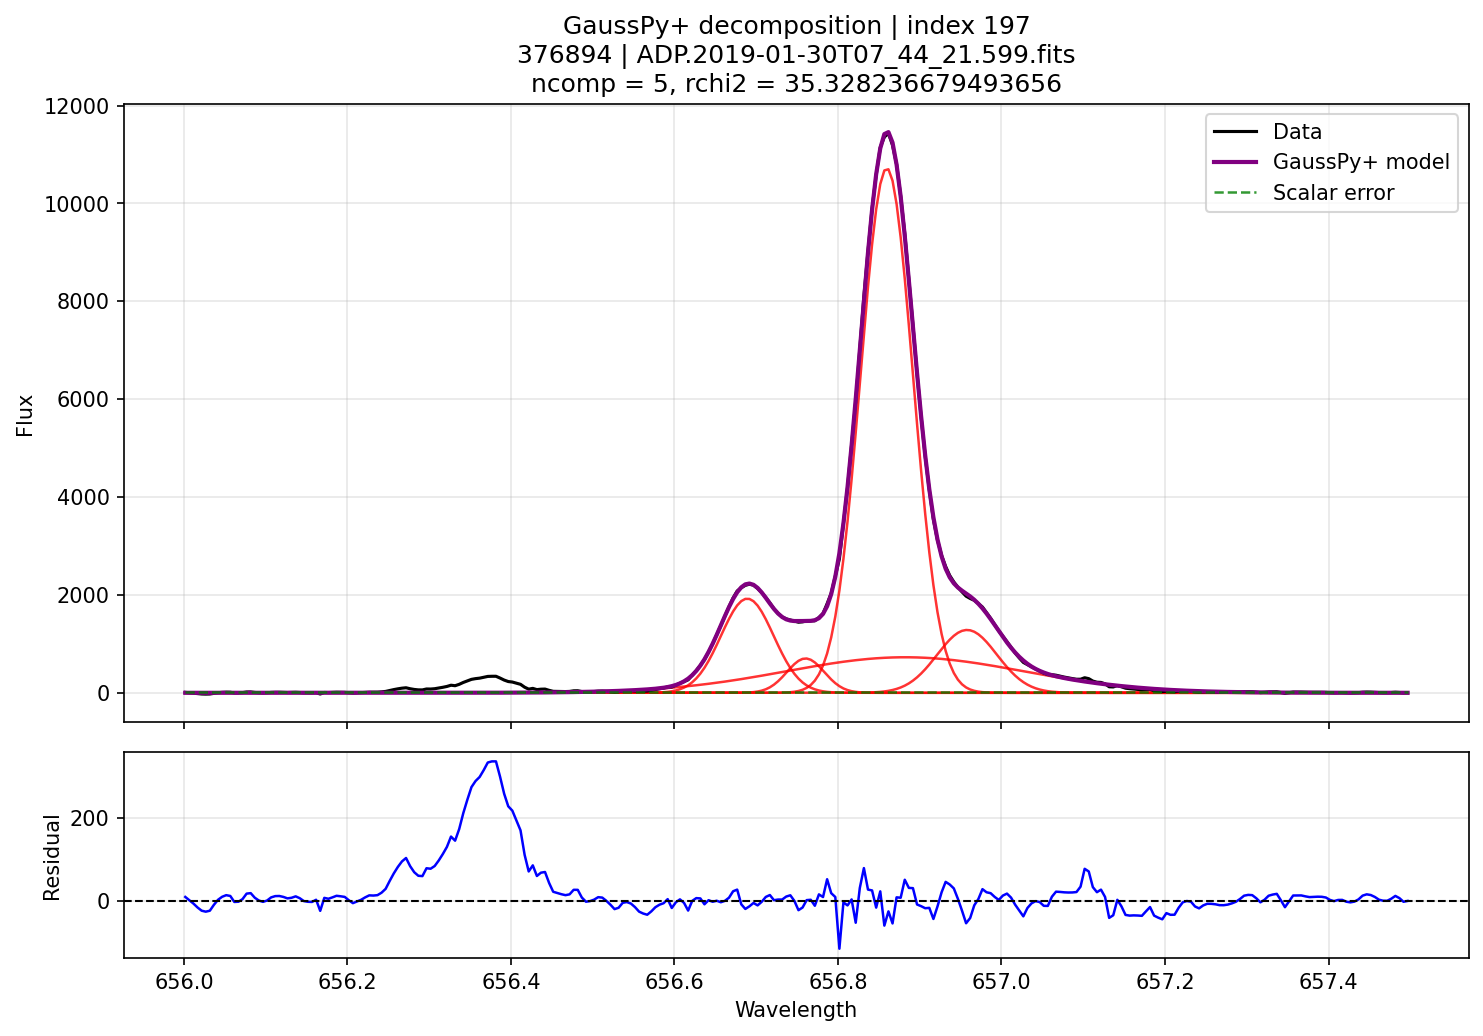 GaussPy+ decomposition | index 197
376894 | ADP.2019-01-30T07_44_21.599.fits
ncomp = 5, rchi2 = 35.328236679493656
12000
10000
8000
6000
4000
2000
0
Flux
Data
GaussPy+ model
Scalar error
200
0
Residual
656.0 656.2 656.4 656.6 656.8 657.0 657.2 657.4
Wavelength